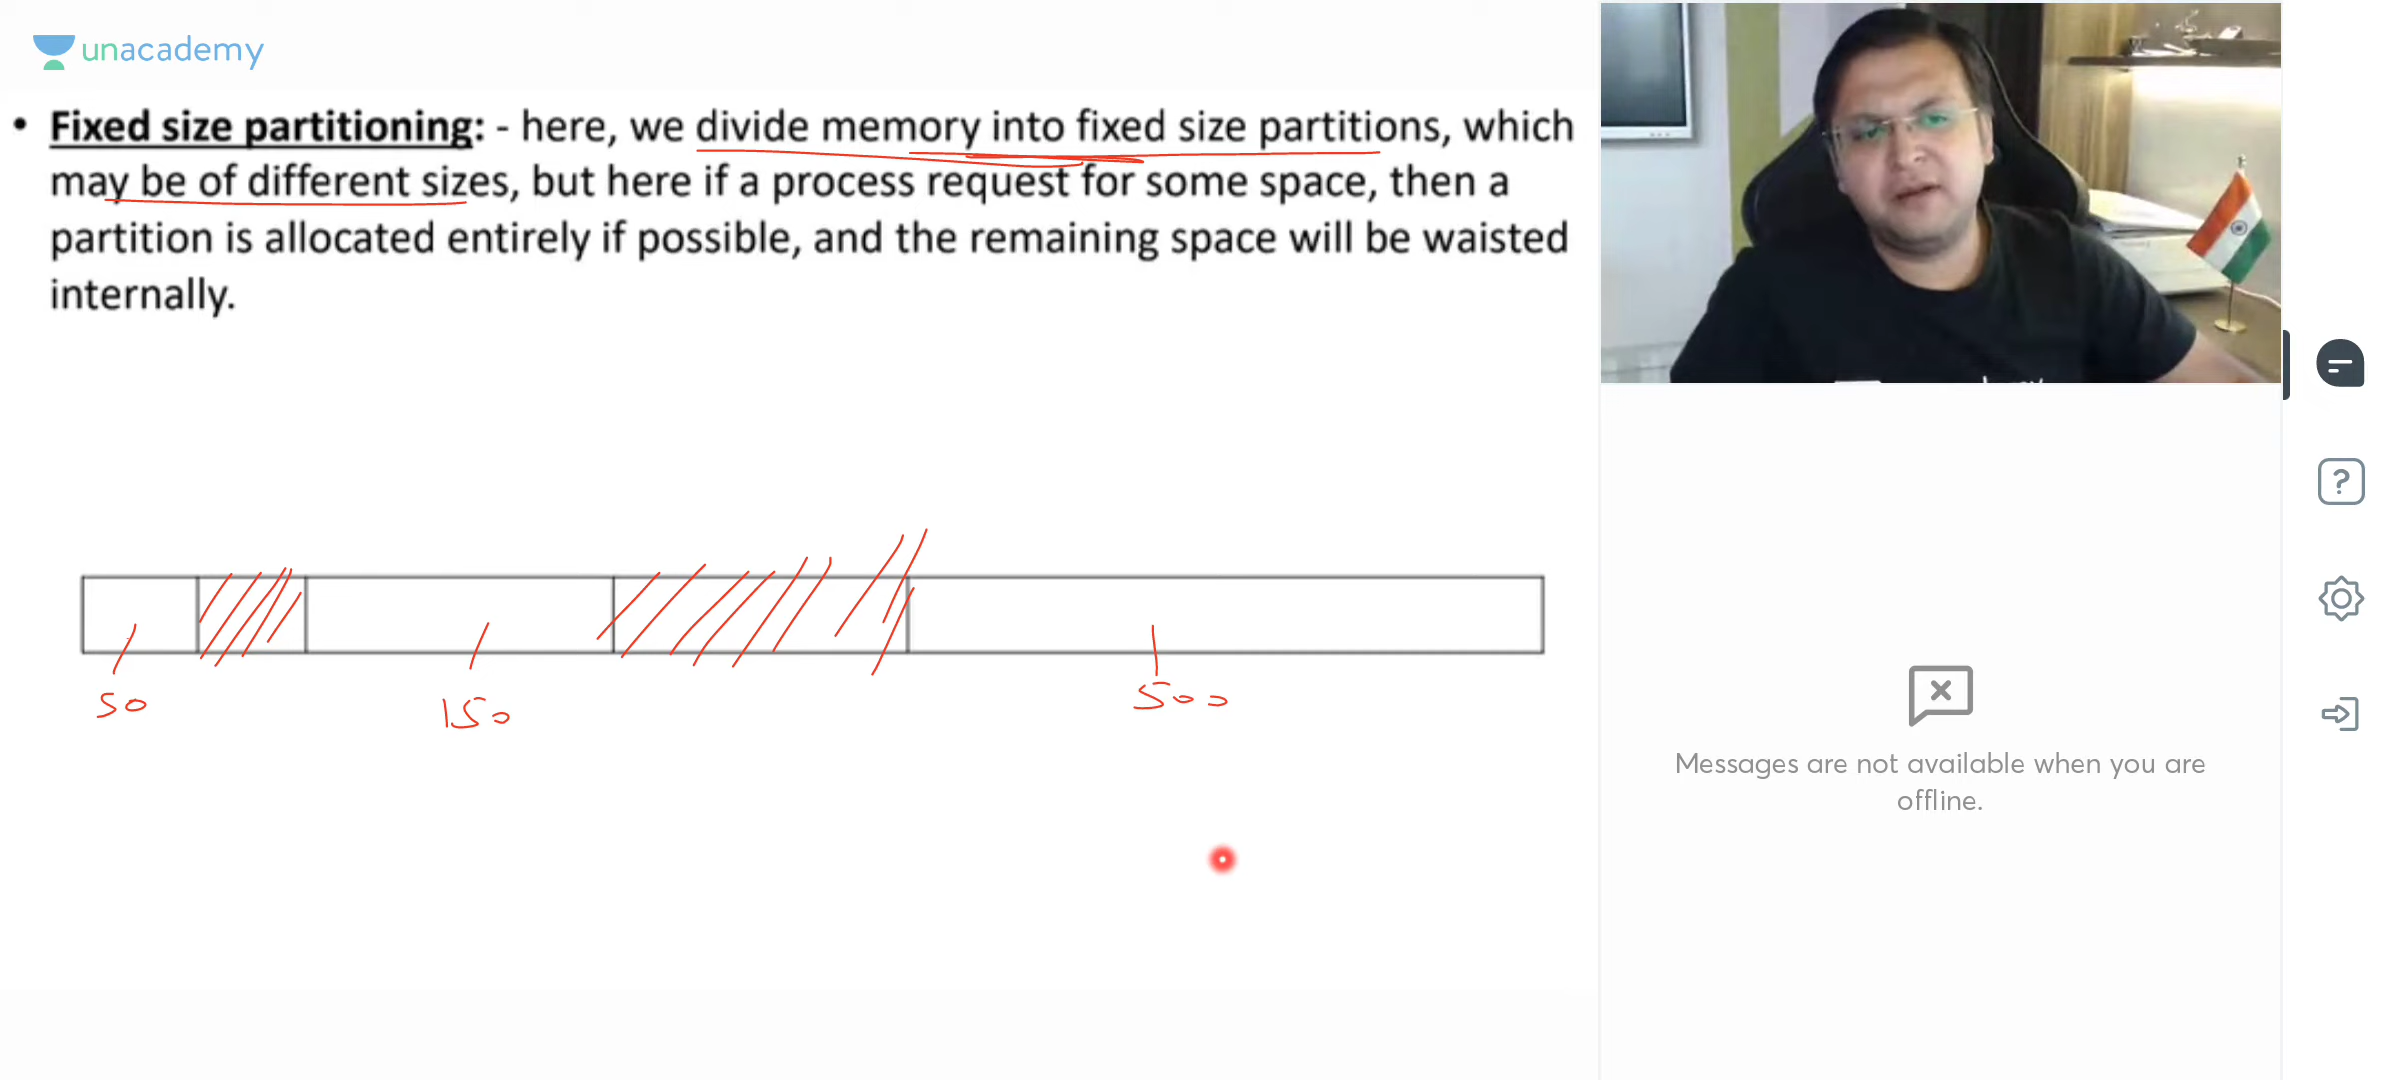 unacademy
• Fixed size partitioning: - here, we divide memory into fixed size partitions, which
may be of different sizes, but here if a process request for some space, then a
partition is allocated entirely if possible, and the remaining space will be waisted
internally.
50
150
500
Messages are not available when you are
offline.